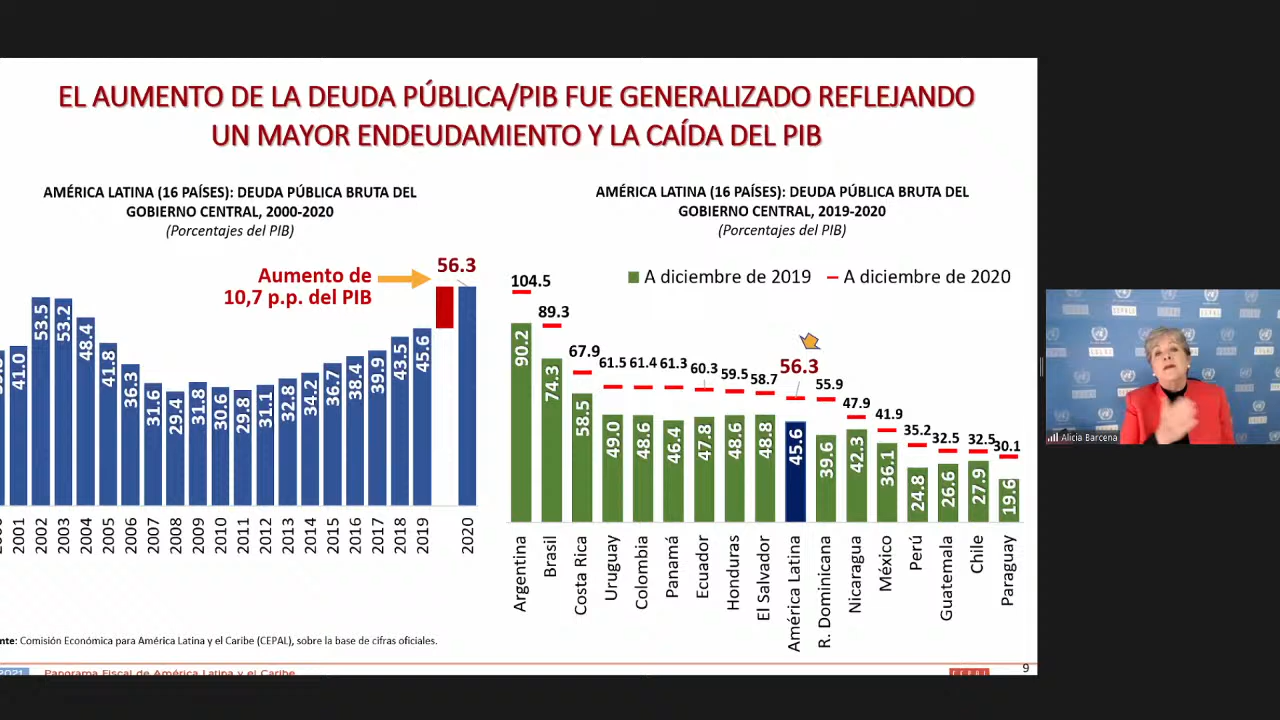 EL AUMENTO DE LA DEUDA PÚBLICA/PIB FUE GENERALIZADO REFLEJANDO
UN MAYOR ENDEUDAMIENTO Y LA CAÍDA DEL PIB
AMÉRICA LATINA (16 PAÍSES): DEUDA PÚBLICA BRUTA DEL
GOBIERNO CENTRAL, 2000-2020
(Porcentajes del PIB)
Aumento de
10,7 p.p. del PIB
56.3
41.0
53.5
53.2
48.4
41.8
36.3
31.6
29.4
31.8
30.6
29.8
31.1
32.8
34.2
36.7
38.4
39.9
43.5
45.6
2001
2002
2003
2004
2005
2006
2007
2008
2009
2010
2011
2012
2013
2014
2015
2016
2017
2018
2019
2020
AMÉRICA LATINA (16 PAÍSES): DEUDA PÚBLICA BRUTA DEL
GOBIERNO CENTRAL, 2019-2020
(Porcentajes del PIB)
A diciembre de 2019
A diciembre de 2020
104.5
89.3
67.9
61.5
61.4
61.3
60.3
59.5
58.7
56.3
55.9
47.9
41.9
35.2
32.5
32.5
30.1
90.2
74.3
58.5
49.0
48.6
46.4
47.8
48.6
48.8
45.6
39.6
42.3
36.1
24.8
26.6
27.9
19.6
Argentina
Brasil
Costa Rica
Uruguay
Colombia
Panamá
Ecuador
Honduras
El Salvador
América Latina
R. Dominicana
Nicaragua
México
Perú
Guatemala
Chile
Paraguay
nte: Comisión Económica para América Latina y el Caribe (CEPAL), sobre la base de cifras oficiales.
2021
Panorama Fiscal de América Latina y el Caribe
CEPAL
9
Alicia Barcena